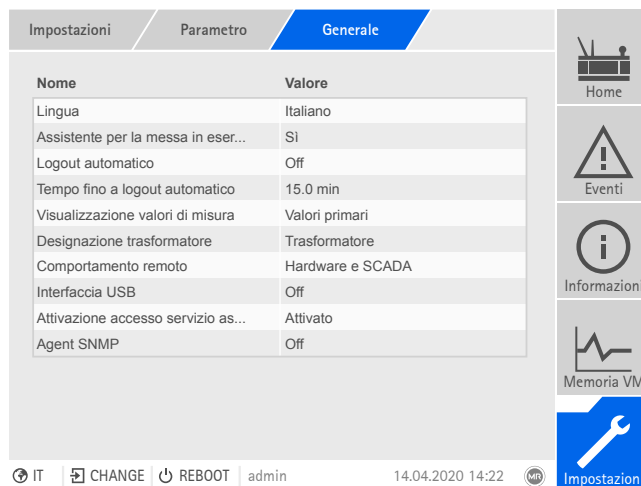 Impostazioni Parametro Generale
Nome Valore
Lingua Italiano
Assistente per la messa in eser... Sì
Logout automatico Off
Tempo fino a logout automatico 15.0 min
Visualizzazione valori di misura Valori primari
Designazione trasformatore Trasformatore
Comportamento remoto Hardware e SCADA
Interfaccia USB Off
Attivazione accesso servizio as... Attivato
Agent SNMP Off
Home
Eventi
Informazion
Memoria VM
Impostazion
IT CHANGE REBOOT admin 14.04.2020 14:22 MR